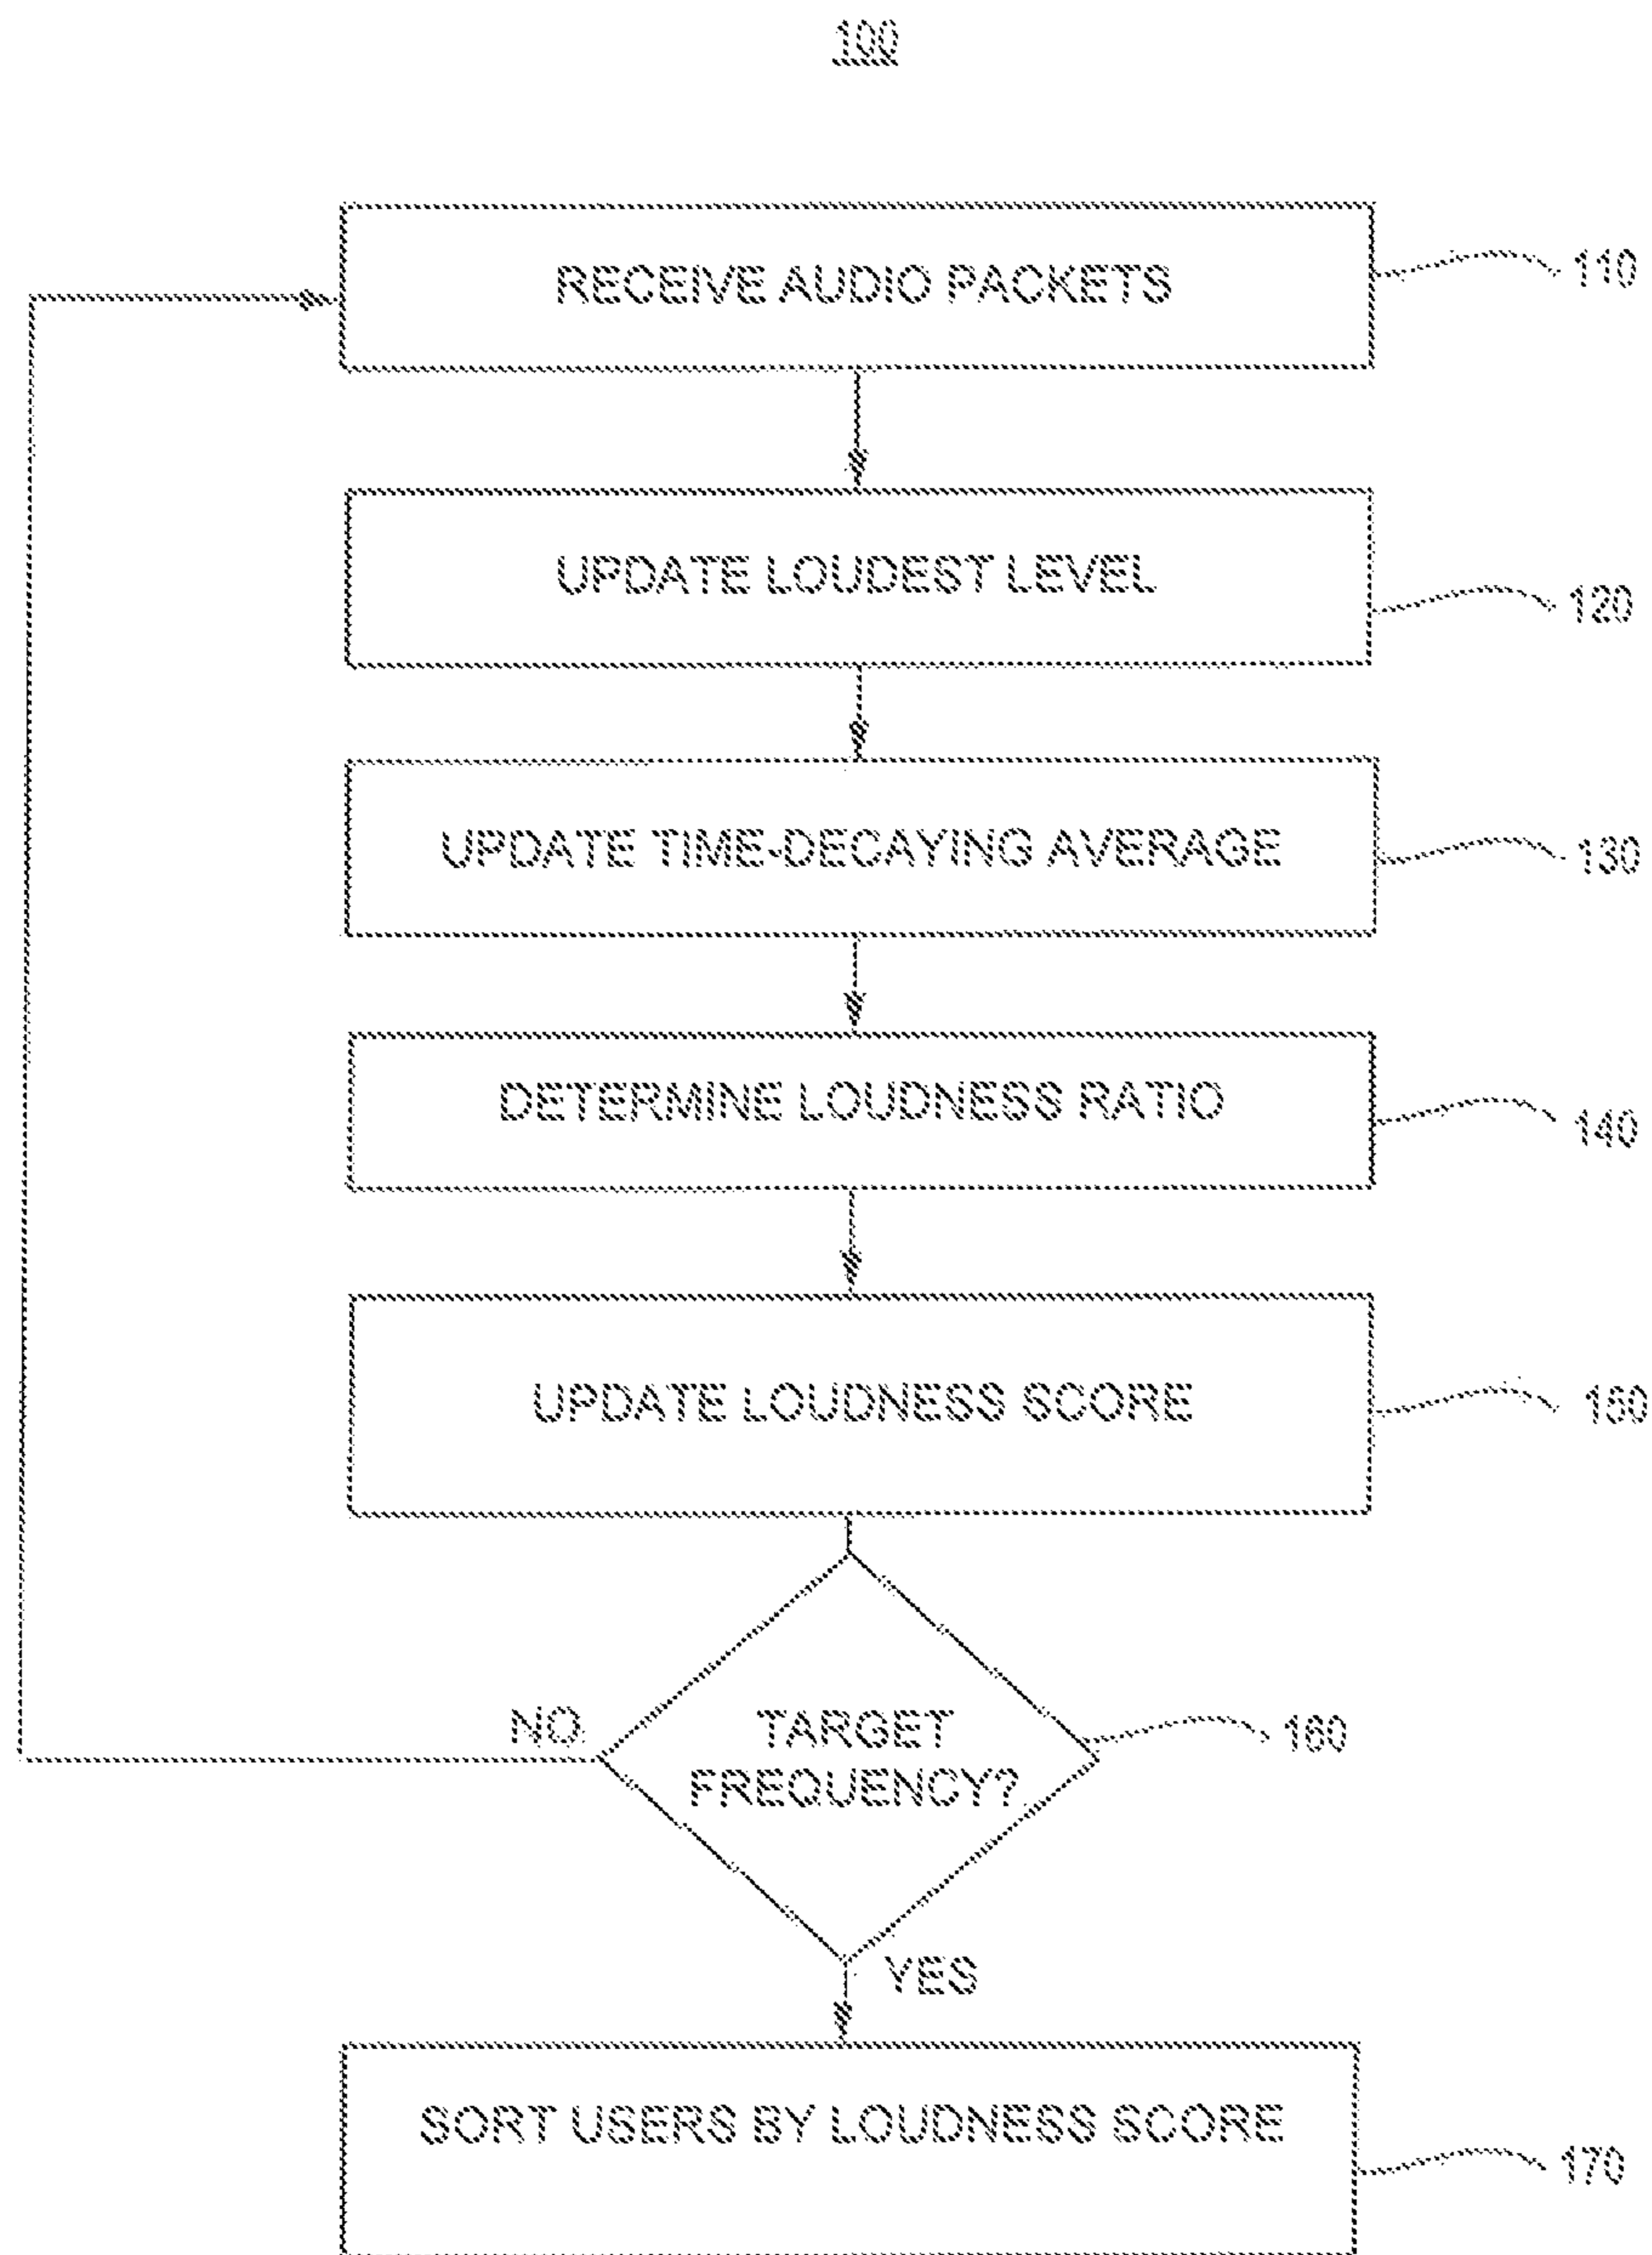 100
RECEIVE AUDIO PACKETS
110
UPDATE LOUDEST LEVEL
120
UPDATE TIME-DECAYING AVERAGE
130
DETERMINE LOUDNESS RATIO
140
UPDATE LOUDNESS SCORE
150
NO
TARGET
FREQUENCY?
160
YES
SORT USERS BY LOUDNESS SCORE
170